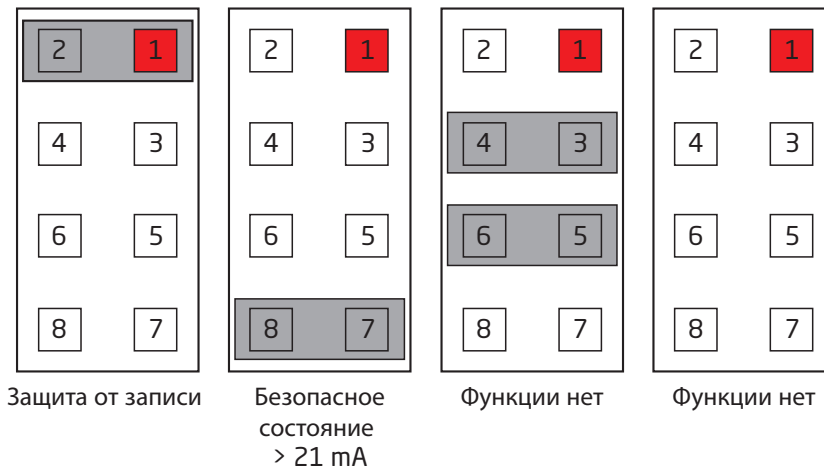 2 1 2 1 2 1 2 1
4 3 4 3 4 3 4 3
6 5 6 5 6 5 6 5
8 7 8 7 8 7 8 7
Защита от записи
Безопасное
состояние
> 21 mA
Функции нет
Функции нет